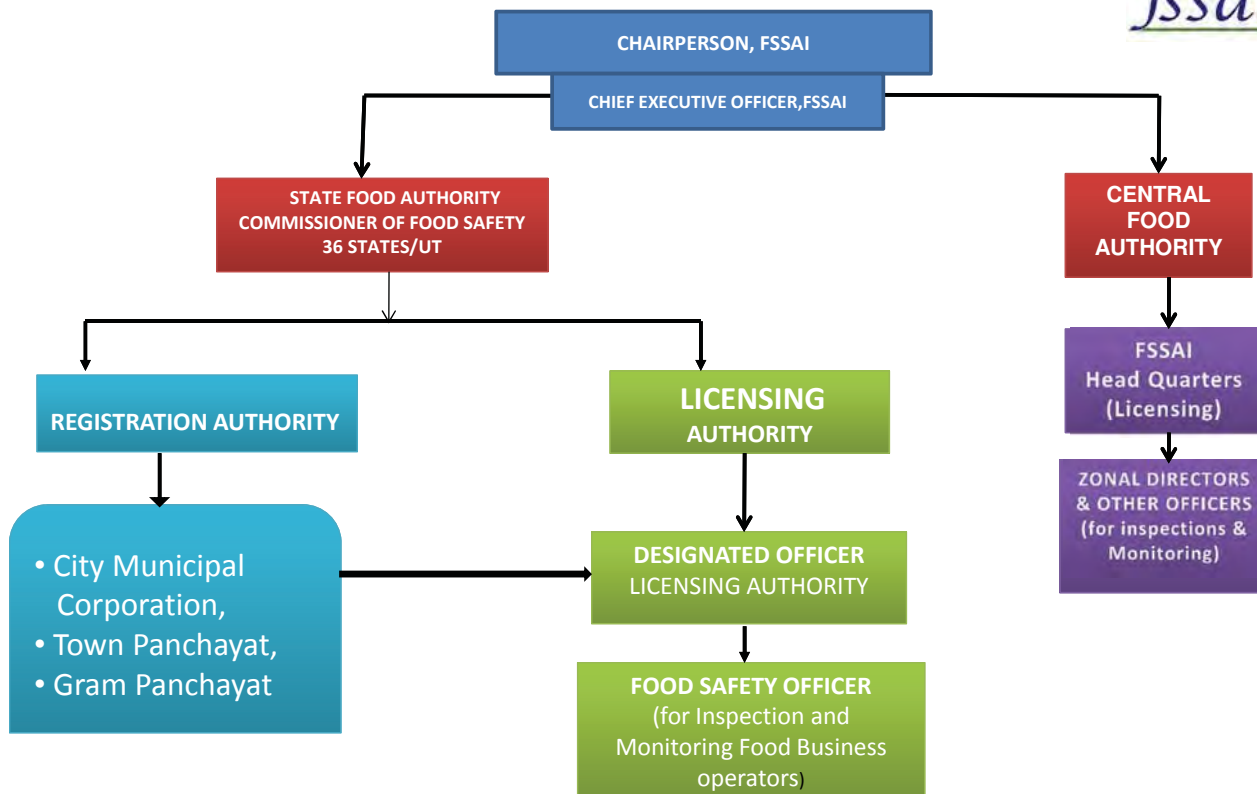 CHAIRPERSON, FSSAI
CHIEF EXECUTIVE OFFICER,FSSAI
STATE FOOD AUTHORITY
COMMISSIONER OF FOOD SAFETY
36 STATES/UT
CENTRAL
FOOD
AUTHORITY
REGISTRATION AUTHORITY
LICENSING
AUTHORITY
FSSAI
Head Quarters
(Licensing)
ZONAL DIRECTORS
& OTHER OFFICERS
(for inspections &
Monitoring)
• City Municipal
Corporation,
• Town Panchayat,
• Gram Panchayat
DESIGNATED OFFICER
LICENSING AUTHORITY
FOOD SAFETY OFFICER
(for Inspection and
Monitoring Food Business
operators)